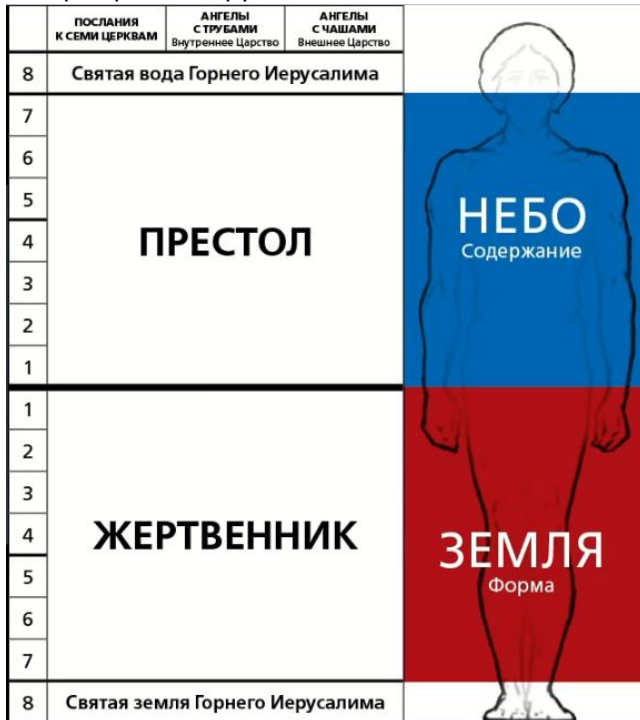 ПОСЛАНИЯ
К СЕМИ ЦЕРКВАМ
АНГЕЛЫ
С ТРУБАМИ
Внутреннее Царство
АНГЕЛЫ
С ЧАШАМИ
Внешнее Царство
8 Святая вода Горнего Иерусалима
7
6
5
4
3
2
1
ПРЕСТОЛ
НЕБО
Содержание
1
2
3
4
5
6
7
ЖЕРТВЕННИК
ЗЕМЛЯ
Форма
8 Святая земля Горнего Иерусалима